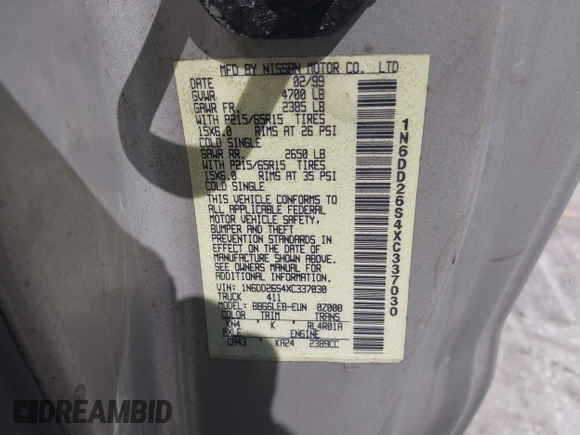 MFD BY NISSAN MOTOR CO. LTD
DATE 02/99
GVWR 4700 LB
GAWR FR. 2385 LB
WITH P215/65R15 TIRES
15X6.0 RIMS AT 26 PSI
COLD SINGLE
GAWR RR. 2650 LB
WITH P215/65R15 TIRES
15X6.0 RIMS AT 35 PSI
COLD SINGLE
THIS VEHICLE CONFORMS TO
ALL APPLICABLE FEDERAL
MOTOR VEHICLE SAFETY,
BUMPER AND THEFT
PREVENTION STANDARDS IN
EFFECT ON THE DATE OF
MANUFACTURE SHOWN ABOVE.
SEE OWNERS MANUAL FOR
ADDITIONAL INFORMATION
VIN: 1N6DD26S4XC337030
TRUCK 411
MODEL: BBGGLEB-EUN 02000
COLOR TRIM TRANS
KN4 K RL4R01A
AXLE ENGINE
CA43 KA24 2389CC
1N6DD26S4XC337030
DREAMBID